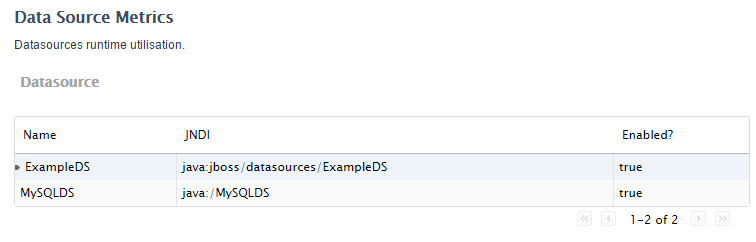 Data Source Metrics
Datasources runtime utilisation.
Datasource
Name JNDI Enabled?
ExampleDS java:jboss/datasources/ExampleDS true
MySQLDS java:/MySQLDS true
1-2 of 2